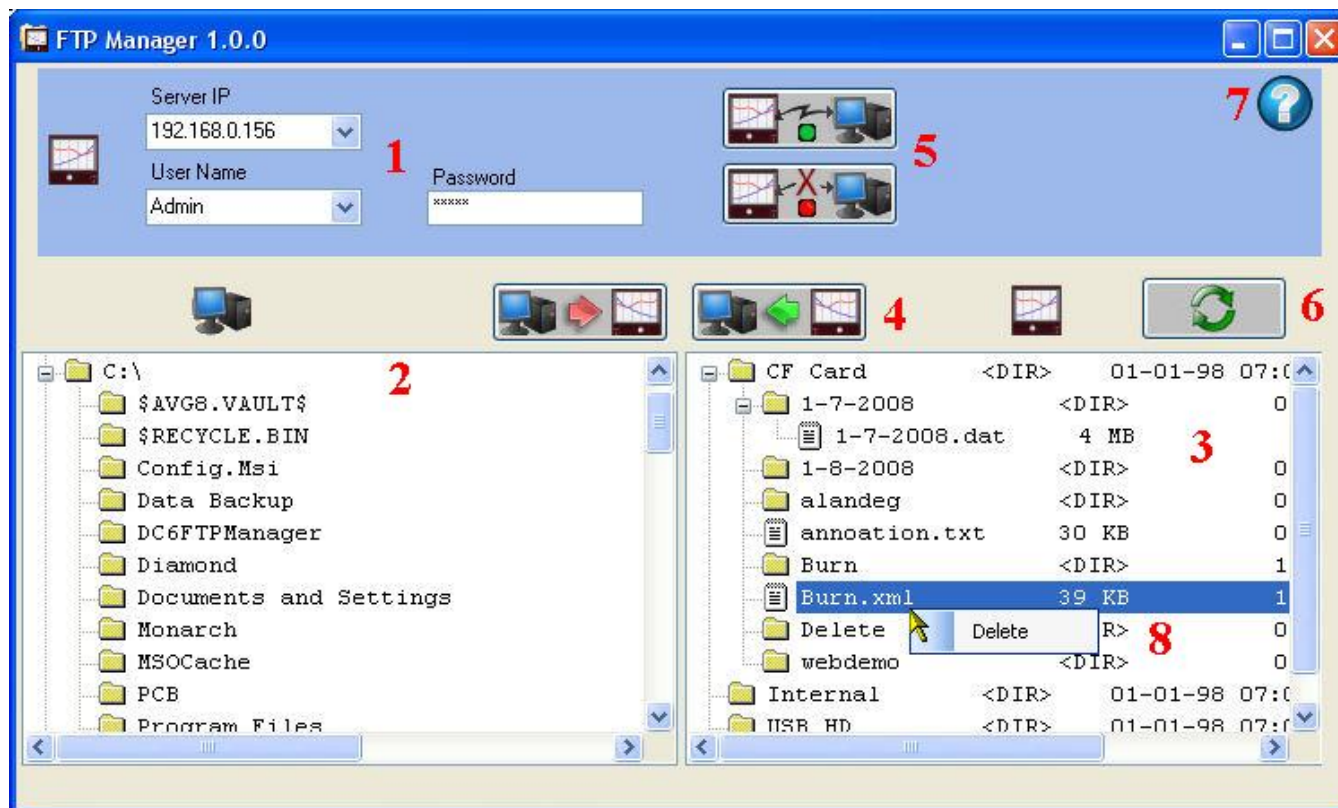 FTP Manager 1.0.0
Server IP
7
192.168.0.156
1
5
User Name
Password
Admin
*****
4
6
C:\
2
$AVG8.VAULT$
$RECYCLE.BIN
Config.Msi
Data Backup
DC6FTPManager
Diamond
Documents and Settings
Monarch
MSOCache
PCB
Program Files
CF Card <DIR> 01-01-98 07:0
1-7-2008 <DIR> 0
1-7-2008.dat 4 MB
3
1-8-2008 <DIR> 0
alandeg <DIR> 0
annoation.txt 30 KB 0
Burn <DIR> 1
Burn.xml 39 KB 1
Delete R> 0
Delete
8
webdemo <DIR> 0
Internal <DIR> 01-01-98 07:0
USB HD <DIR> 01-01-98 07:0